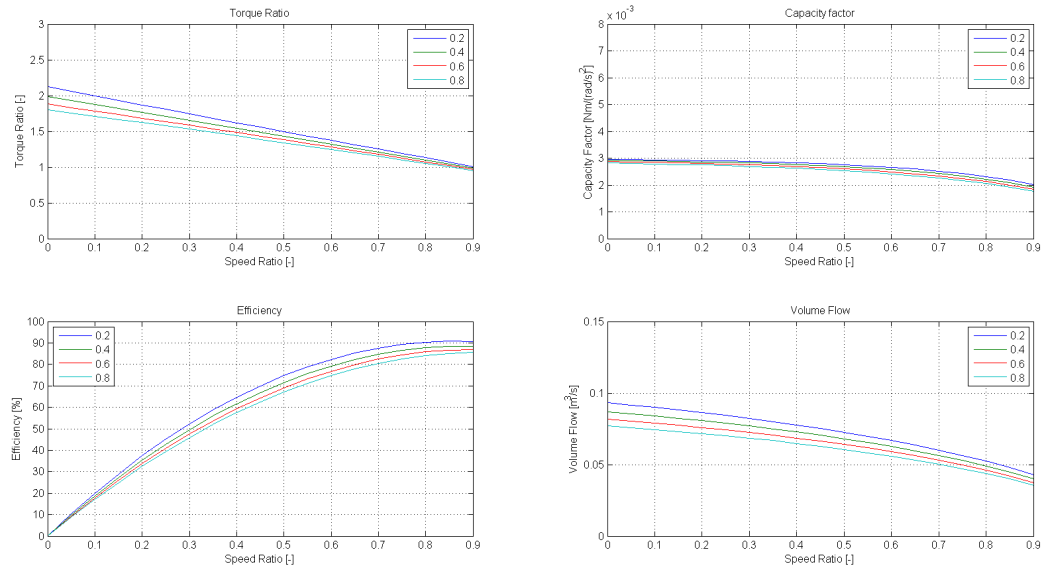 Torque Ratio
3
2.5
2
1.5
1
0.5
0
Torque Ratio [-]
0.2
0.4
0.6
0.8
0 0.1 0.2 0.3 0.4 0.5 0.6 0.7 0.8 0.9
Speed Ratio [-]
Capacity factor
x 10⁻³
8
7
6
5
4
3
2
1
0
Capacity Factor [Nm/(rad/s)²]
0.2
0.4
0.6
0.8
0 0.1 0.2 0.3 0.4 0.5 0.6 0.7 0.8 0.9
Speed Ratio [-]
Efficiency
100
90
80
70
60
50
40
30
20
10
0
Efficiency [%]
0.2
0.4
0.6
0.8
0 0.1 0.2 0.3 0.4 0.5 0.6 0.7 0.8 0.9
Speed Ratio [-]
Volume Flow
0.15
0.1
0.05
0
Volume Flow [m³/s]
0.2
0.4
0.6
0.8
0 0.1 0.2 0.3 0.4 0.5 0.6 0.7 0.8 0.9
Speed Ratio [-]